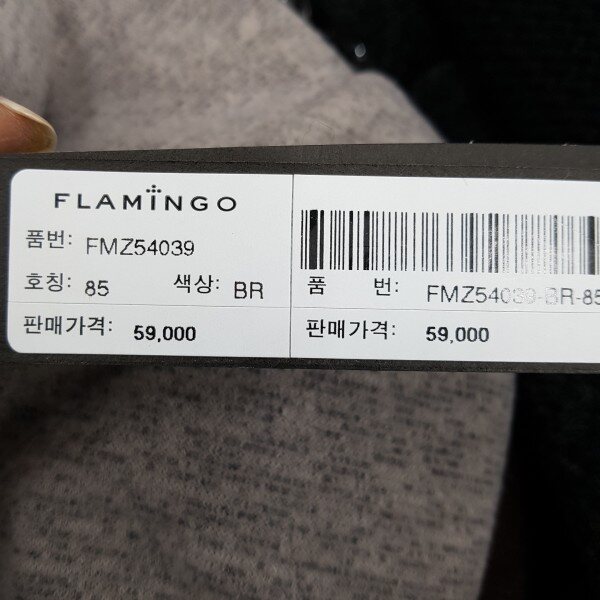 FLAMINGO
품번: FMZ54039
호칭: 85 색상: BR
판매가격: 59,000
품 번: FMZ54039-BR-85
판매가격: 59,000